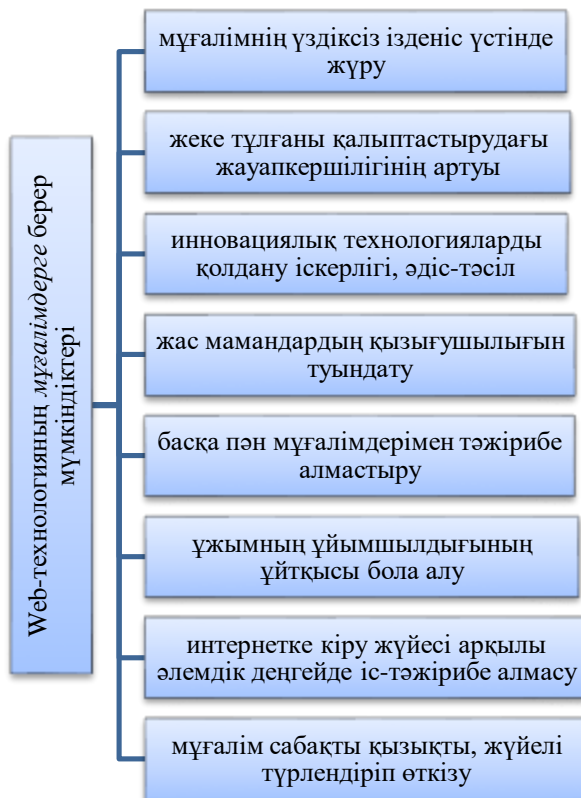 Web-технологияның мұғалімдерге берер
мүмкіндіктері
мұғалімнің үздіксіз ізденіс үстінде
жүру
жеке тұлғаны қалыптастырудағы
жауапкершілігінің артуы
инновациялық технологияларды
қолдану іскерлігі, әдіс-тәсіл
жас мамандардың қызығушылығын
туындату
басқа пән мұғалімдерімен тәжірибе
алмастыру
ұжымның ұйымшылдығының
ұйтқысы бола алу
интернетке кіру жүйесі арқылы
әлемдік деңгейде іс-тәжірибе алмасу
мұғалім сабақты қызықты, жүйелі
түрлендіріп өткізу